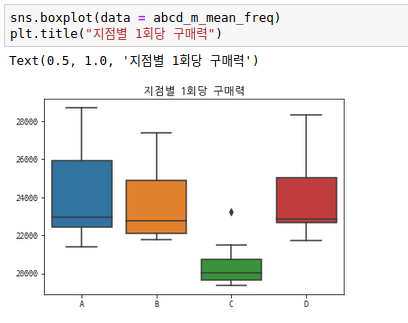 sns.boxplot(data = abcd_m_mean_freq)
plt.title("지점별 1회당 구매력")
Text(0.5, 1.0, '지점별 1회당 구매력')
지점별 1회당 구매력
28000
26000
24000
22000
20000
A B C D